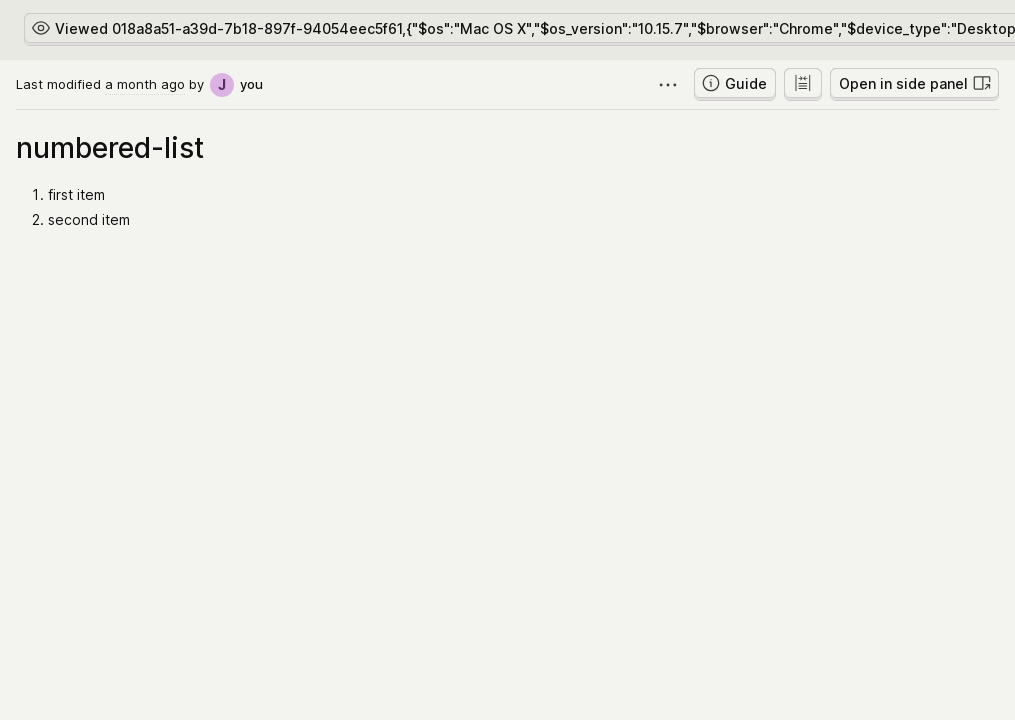 Viewed 018a8a51-a39d-7b18-897f-94054eec5f61,{"$os":"Mac OS X","$os_version":"10.15.7","$browser":"Chrome","$device_type":"Desktop
Last modified a month ago by J you
Guide
Open in side panel
numbered-list
1. first item
2. second item